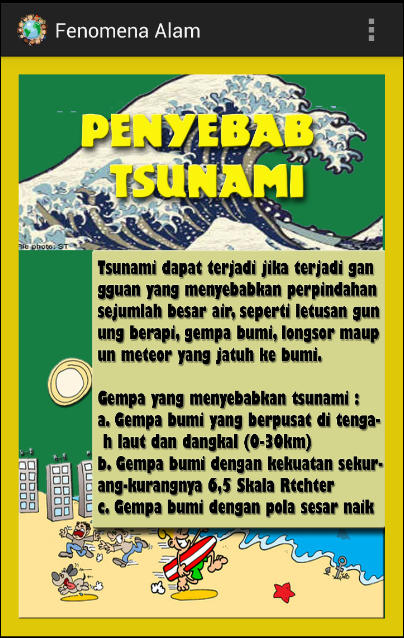 Fenomena Alam
PENYEBAB
TSUNAMI
file photo: ST
Tsunami dapat terjadi jika terjadi gan
gguan yang menyebabkan perpindahan
sejumlah besar air, seperti letusan gun
ung berapi, gempa bumi, longsor maup
un meteor yang jatuh ke bumi.
Gempa yang menyebabkan tsunami :
a. Gempa bumi yang berpusat di tenga-
h laut dan dangkal (0-30km)
b. Gempa bumi dengan kekuatan sekur-
ang-kurangnya 6,5 Skala Rtchter
c. Gempa bumi dengan pola sesar naik